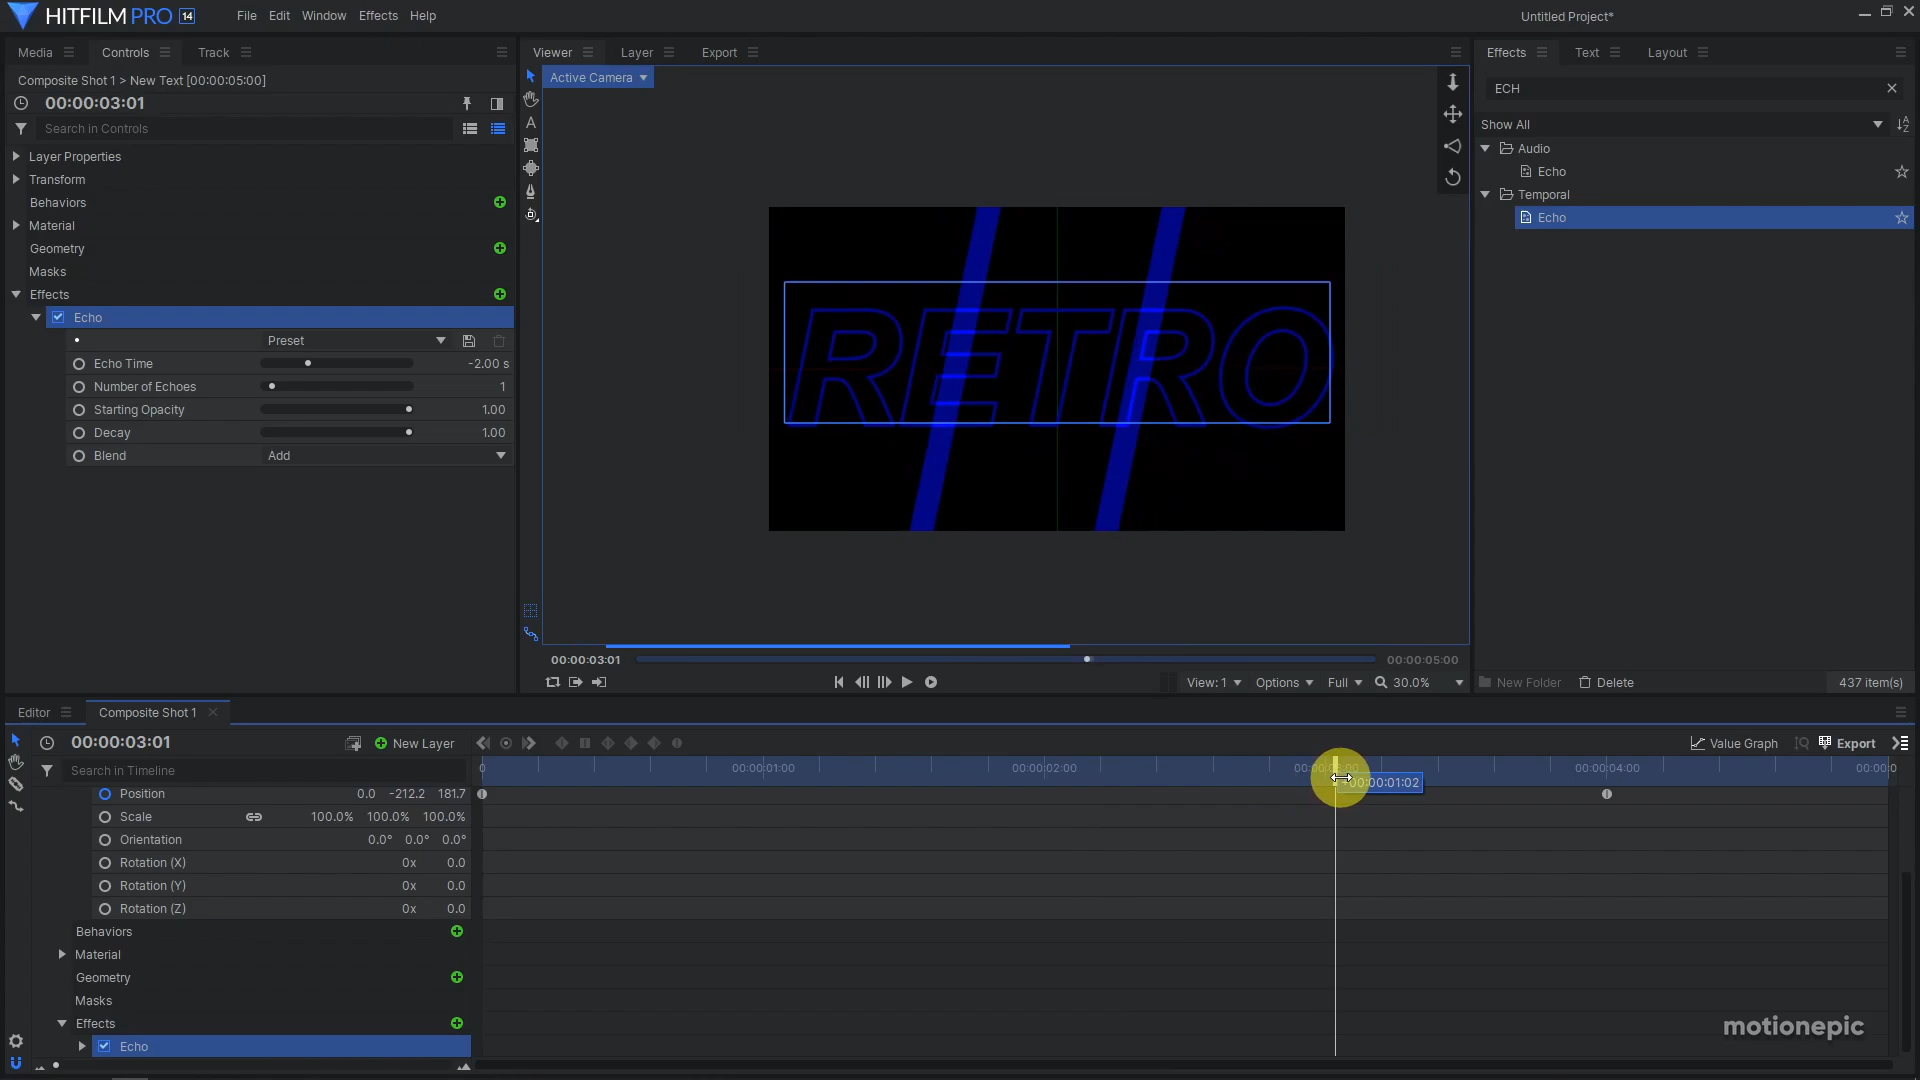 HITFILM PRO 14
File Edit Window Effects Help
Untitled Project*
Media Controls Track
Viewer Layer Export
Effects Text Layout
Composite Shot 1 > New Text [00:00:05:00]
00:00:03:01
Search in Controls
Layer Properties
Transform
Behaviors
Material
Geometry
Masks
Effects
Echo
Preset
Echo Time -2.00 s
Number of Echoes 1
Starting Opacity 1.00
Decay 1.00
Blend Add
Active Camera
RETRO
00:00:03:01 00:00:05:00
View: 1 Options Full 30.0%
ECH
Show All
Audio
Echo
Temporal
Echo
New Folder Delete 437 item(s)
Editor Composite Shot 1
00:00:03:01 New Layer
Value Graph Export
Search in Timeline
0 00:00:01:00 00:00:02:00 00:00:03:00 00:00:04:00 00:00:0
+00:00:01:02
Position 0.0 -212.2 181.7
Scale 100.0% 100.0% 100.0%
Orientation 0.0° 0.0° 0.0°
Rotation (X) 0x 0.0
Rotation (Y) 0x 0.0
Rotation (Z) 0x 0.0
Behaviors
Material
Geometry
Masks
Effects
Echo
motionepic